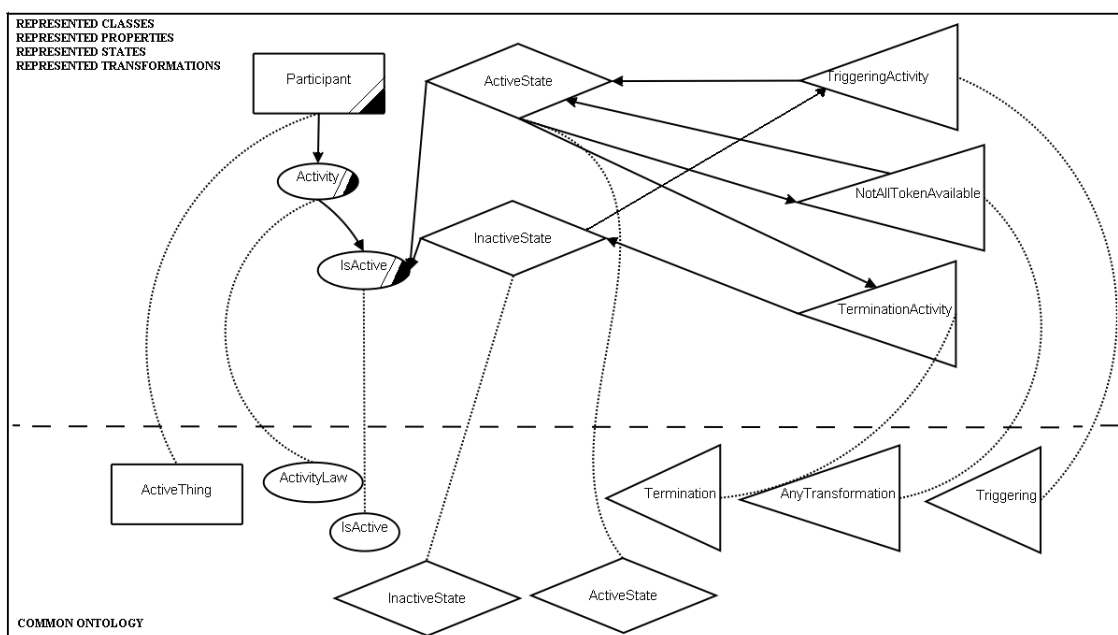 REPRESENTED CLASSES
REPRESENTED PROPERTIES
REPRESENTED STATES
REPRESENTED TRANSFORMATIONS
Participant
ActiveState
TriggeringActivity
Activity
NotAllTokenAvailable
InactiveState
IsActive
TerminationActivity
ActivityLaw
ActiveThing
Termination
AnyTransformation
Triggering
IsActive
InactiveState
ActiveState
COMMON ONTOLOGY